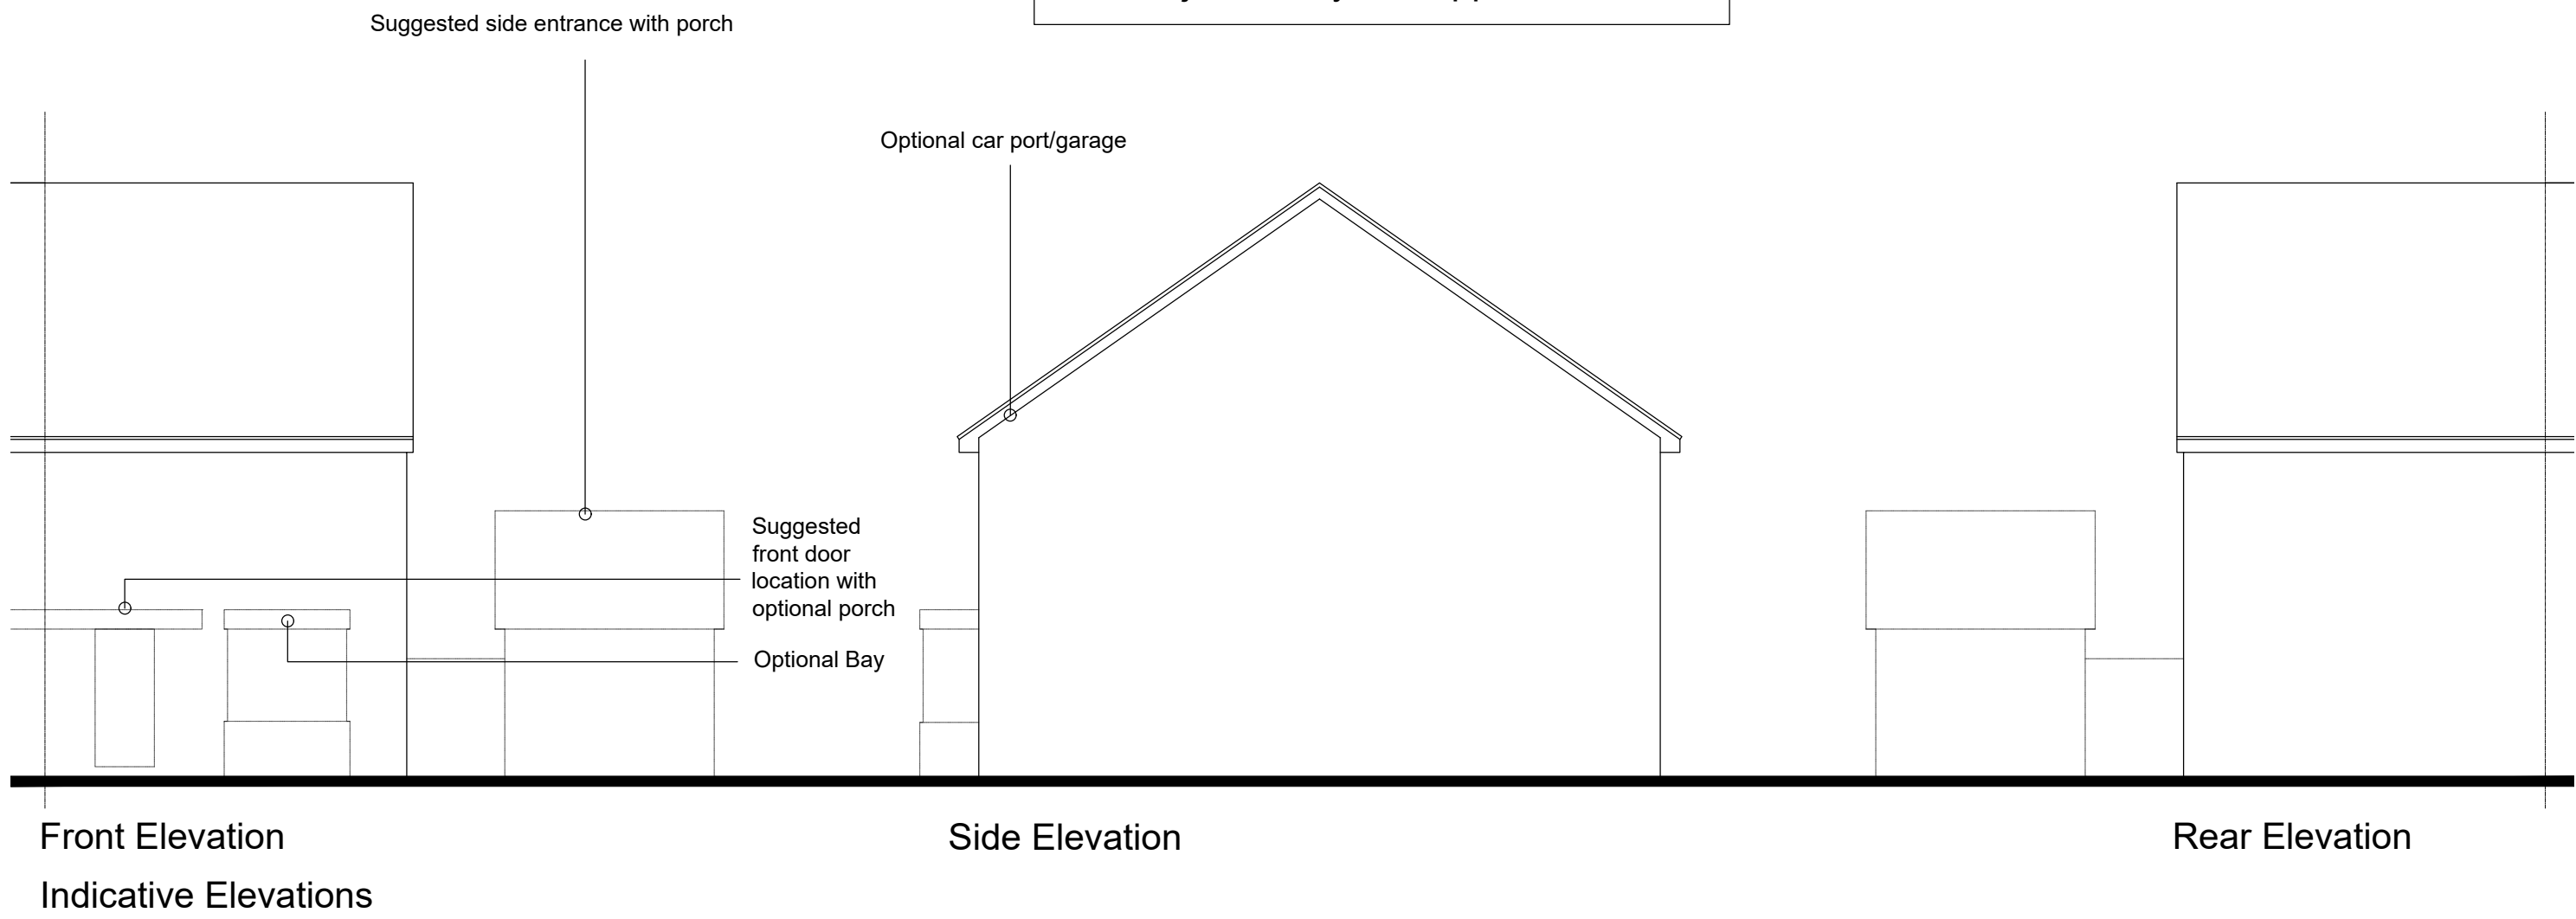 Suggested side entrance with porch
Optional car port/garage
Suggested
front door
location with
optional porch
Optional Bay
Front Elevation
Side Elevation
Rear Elevation
Indicative Elevations